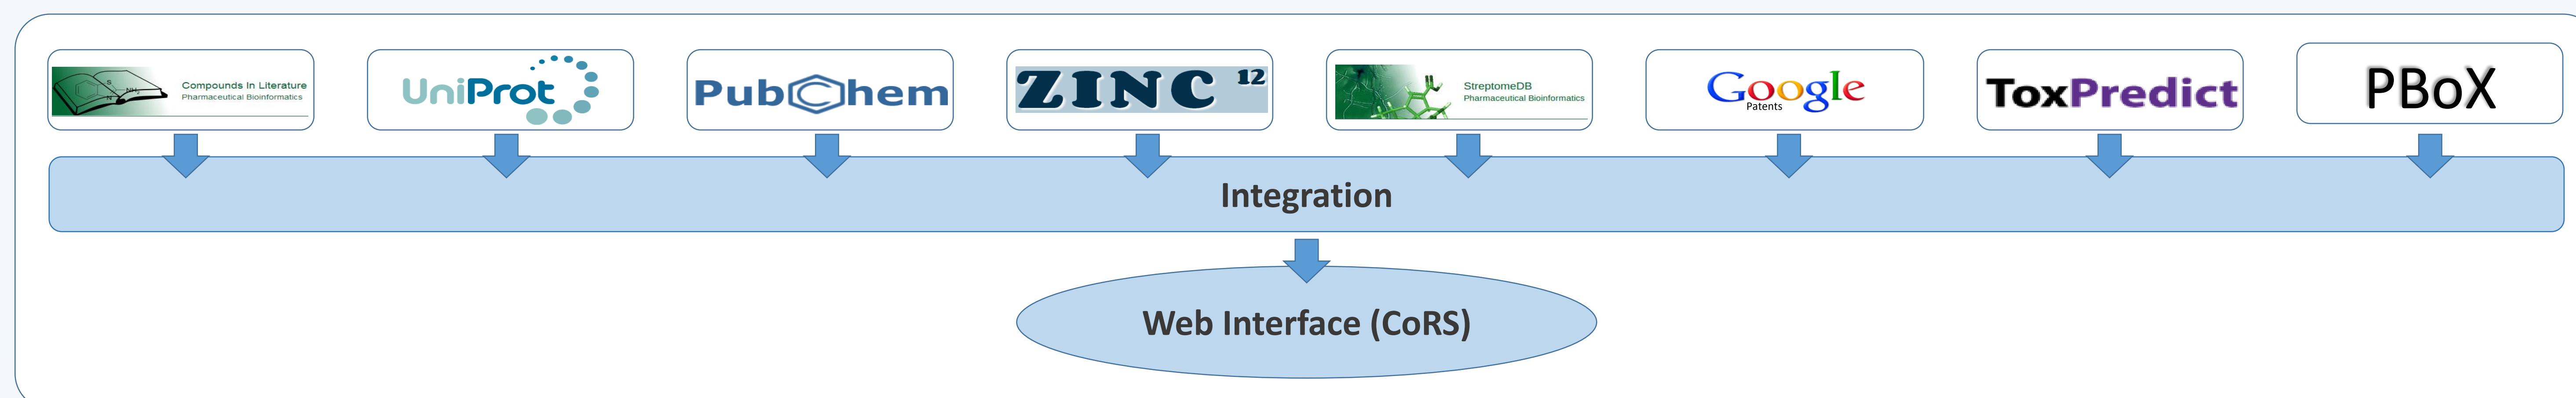 S
NH₂
N
Compounds In Literature
Pharmaceutical Bioinformatics
UniProt
PubChem
ZINC 12
StreptomeDB
Pharmaceutical Bioinformatics
Google
Patents
ToxPredict
PBoX
Integration
Web Interface (CoRS)